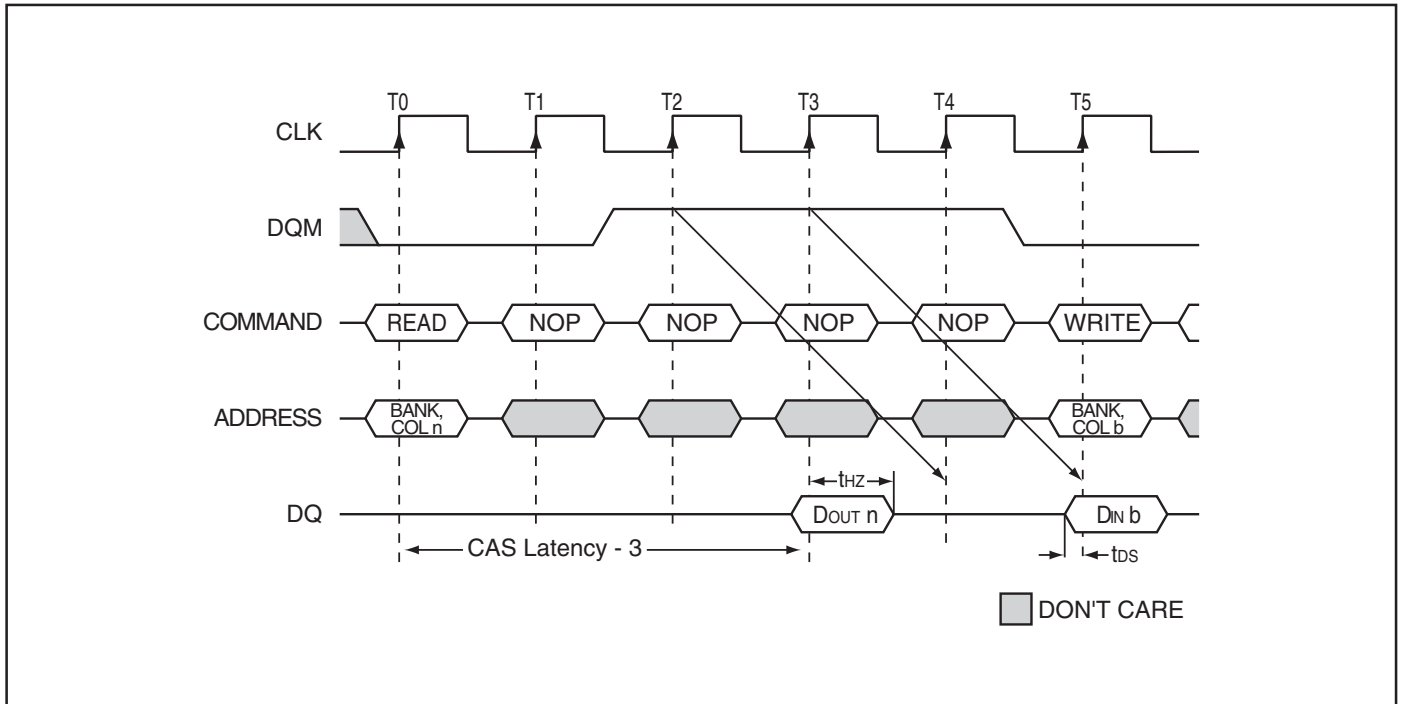 T0 T1 T2 T3 T4 T5
CLK
DQM
COMMAND READ NOP NOP NOP NOP WRITE
ADDRESS BANK, COL n BANK, COL b
tHZ
DQ DOUT n DIN b
CAS Latency - 3 tDS
DON'T CARE